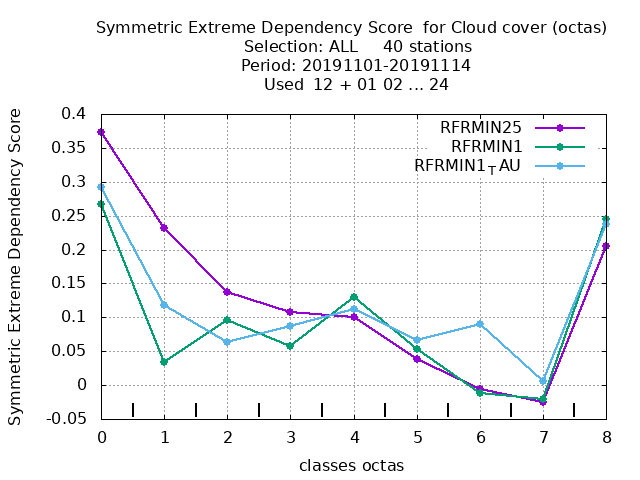 Symmetric Extreme Dependency Score  for Cloud cover (octas)
Selection: ALL     40 stations
Period: 20191101-20191114
Used  12 + 01 02 ... 24
Symmetric Extreme Dependency Score
0.4
0.35
0.3
0.25
0.2
0.15
0.1
0.05
0
-0.05
RFRMIN25
RFRMIN1
RFRMIN1_TAU
0 1 2 3 4 5 6 7 8
classes octas